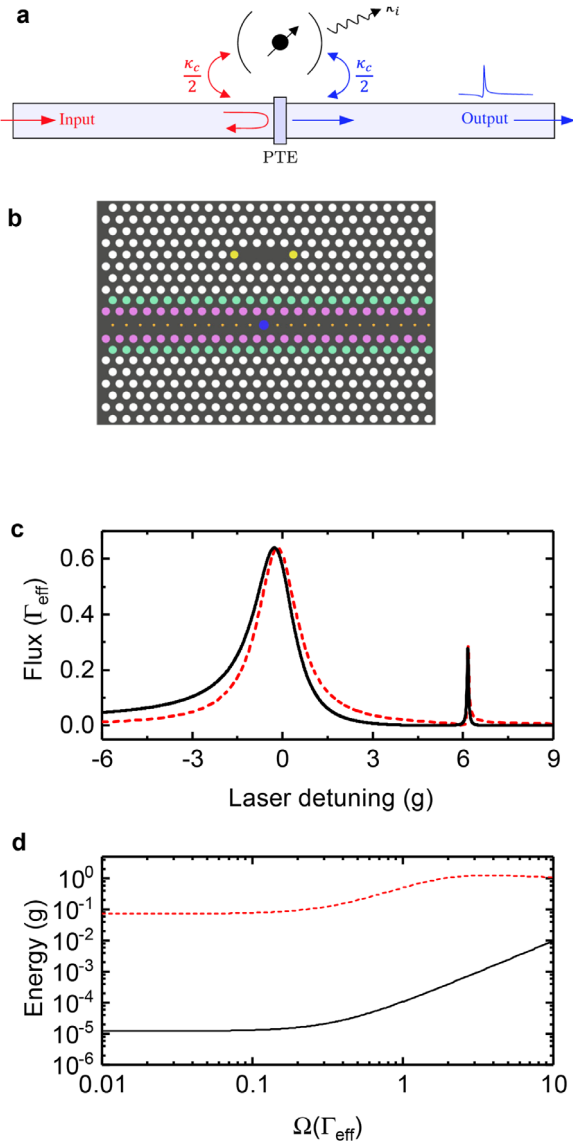 a
κi
κc/2
κc/2
Input
Output
PTE
b
c
0.6
0.4
0.2
0.0
Flux (Γeff)
-6 -3 0 3 6 9
Laser detuning (g)
d
10^0
10^-1
10^-2
10^-3
10^-4
10^-5
10^-6
Energy (g)
0.01 0.1 1 10
Ω(Γeff)